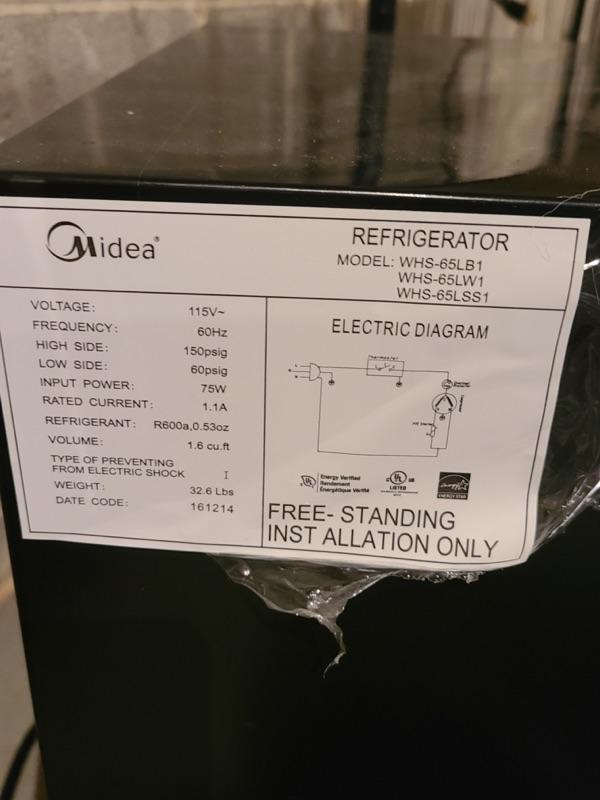 Midea®
REFRIGERATOR
MODEL: WHS-65LB1
WHS-65LW1
WHS-65LSS1
VOLTAGE: 115V~
FREQUENCY: 60Hz
HIGH SIDE: 150psig
LOW SIDE: 60psig
INPUT POWER: 75W
RATED CURRENT: 1.1A
REFRIGERANT: R600a,0.53oz
VOLUME: 1.6 cu.ft
TYPE OF PREVENTING
FROM ELECTRIC SHOCK I
WEIGHT: 32.6 Lbs
DATE CODE: 161214
ELECTRIC DIAGRAM
Thermostat
Energy Verified
Rendement
Énergétique Vérifié
C UL US
LISTED
ENERGY STAR
FREE- STANDING
INST ALLATION ONLY